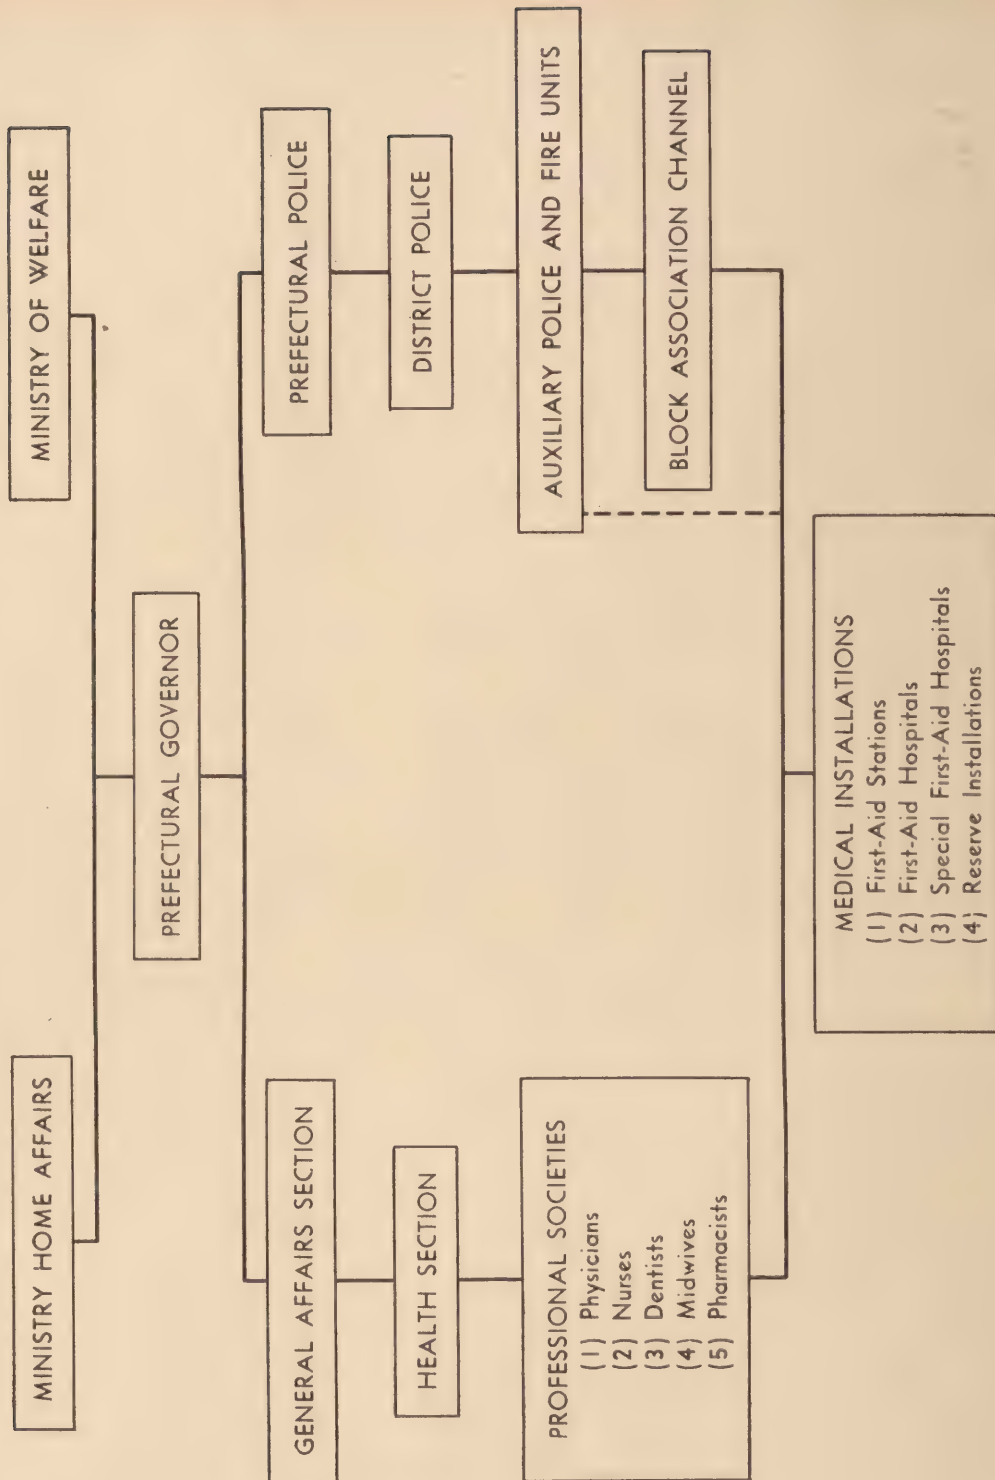 MINISTRY HOME AFFAIRS
MINISTRY OF WELFARE
PREFECTURAL GOVERNOR
GENERAL AFFAIRS SECTION
PREFECTURAL POLICE
HEALTH SECTION
DISTRICT POLICE
PROFESSIONAL SOCIETIES
(1) Physicians
(2) Nurses
(3) Dentists
(4) Midwives
(5) Pharmacists
AUXILIARY POLICE AND FIRE UNITS
BLOCK ASSOCIATION CHANNEL
MEDICAL INSTALLATIONS
(1) First-Aid Stations
(2) First-Aid Hospitals
(3) Special First-Aid Hospitals
(4) Reserve Installations